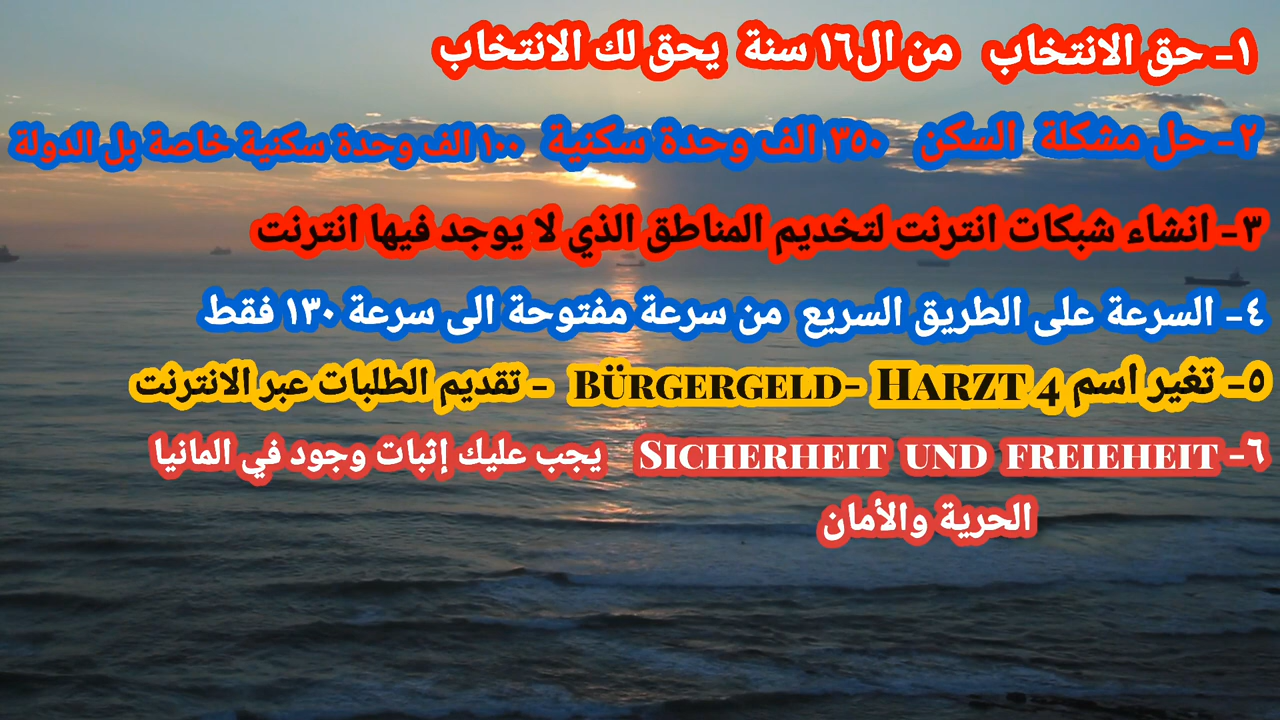 ١- حق الانتخاب من ال١٦ سنة يحق لك الانتخاب
٢- حل مشكلة السكن ٣٥٠ الف وحدة سكنية ١٠٠ الف وحدة سكنية خاصة بل الدولة
٣- انشاء شبكات انترنت لتخديم المناطق الذي لا يوجد فيها انترنت
٤- السرعة على الطريق السريع من سرعة مفتوحة الى سرعة ١٣٠ فقط
٥- تغير اسم HARZT 4 -BÜRGERGELD - تقديم الطلبات عبر الانترنت
٦- SICHERHEIT UND FREIEHEIT يجب عليك إثبات وجود في المانيا
الحرية والأمان